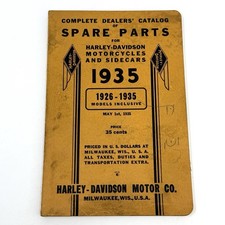 COMPLETE DEALERS' CATALOG
OF
SPARE PARTS
FOR
HARLEY-DAVIDSON
MOTORCYCLES
AND SIDECARS
1935
1926-1935
MODELS INCLUSIVE
MAY 1st, 1935
PRICE
35 cents
PRICED IN U. S. DOLLARS AT
MILWAUKEE, WIS., U. S. A.
ALL TAXES, DUTIES AND
TRANSPORTATION EXTRA.
HARLEY-DAVIDSON MOTOR CO.
MILWAUKEE, WIS., U.S.A.